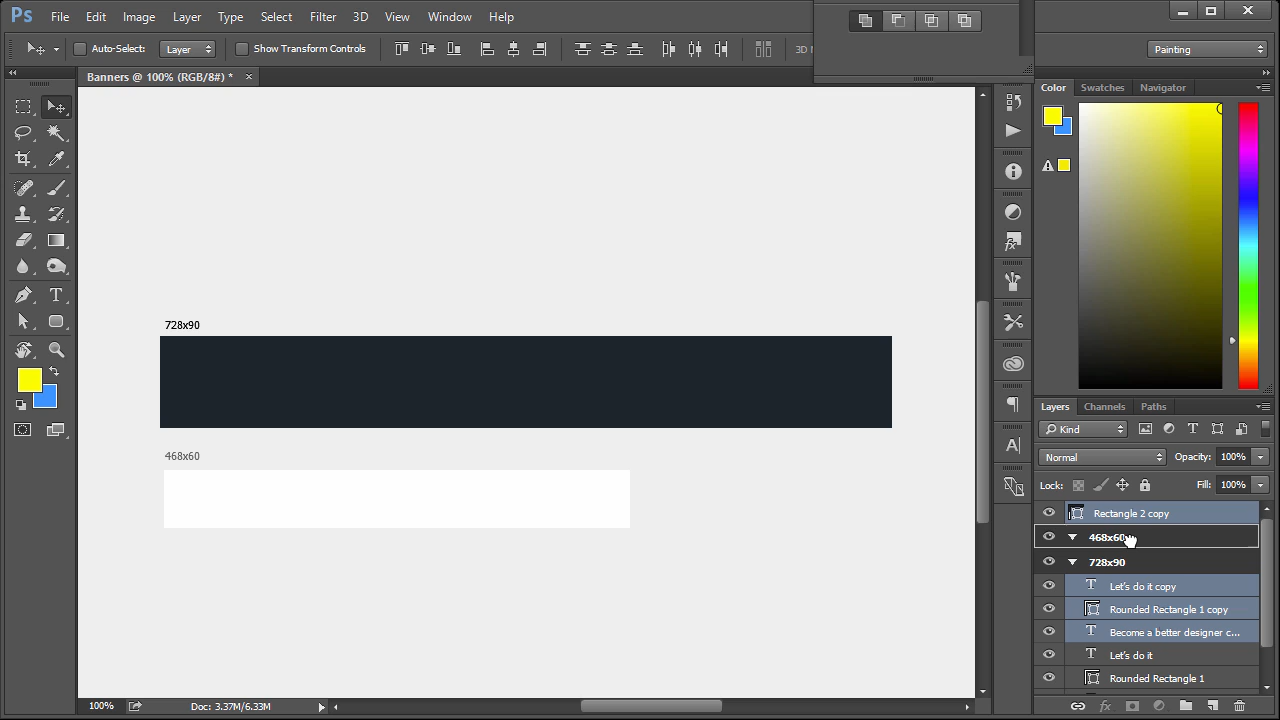 Ps File Edit Image Layer Type Select Filter 3D View Window Help
Auto-Select: Layer Show Transform Controls 3D Painting
Banners @ 100% (RGB/8#) * ×
Color Swatches Navigator
728x90
468x60
Layers Channels Paths
Kind
Normal Opacity: 100%
Lock: Fill: 100%
Rectangle 2 copy
468x60
728x90
Let's do it copy
Rounded Rectangle 1 copy
Become a better designer c...
Let's do it
Rounded Rectangle 1
100% Doc: 3.37M/6.33M